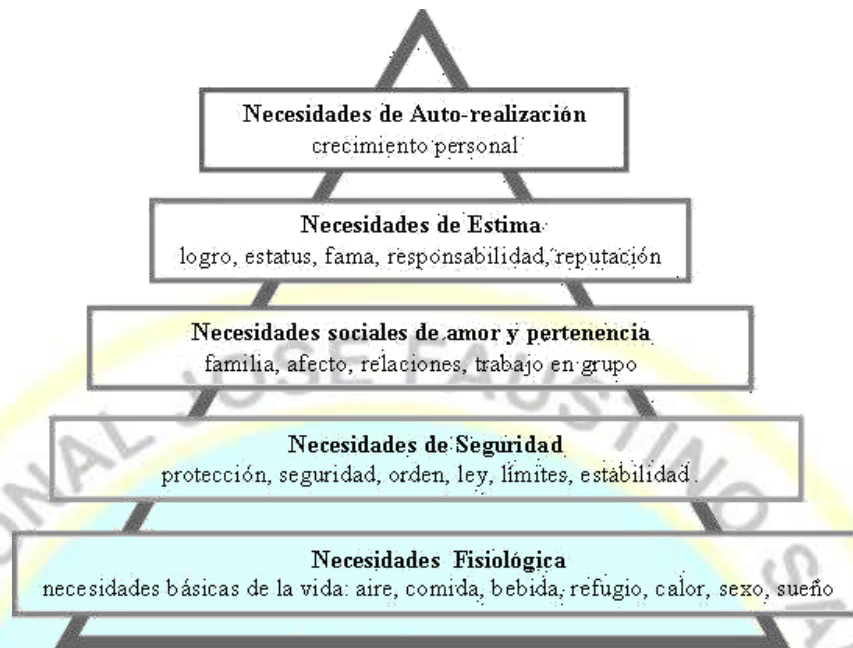 Necesidades de Auto-realización
crecimiento personal
Necesidades de Estima
logro, estatus, fama, responsabilidad, reputación
Necesidades sociales de amor y pertenencia
familia, afecto, relaciones, trabajo en grupo
Necesidades de Seguridad
protección, seguridad, orden, ley, límites, estabilidad
Necesidades Fisiológica
necesidades básicas de la vida: aire, comida, bebida, refugio, calor, sexo, sueño
JOSE FAUSTINO